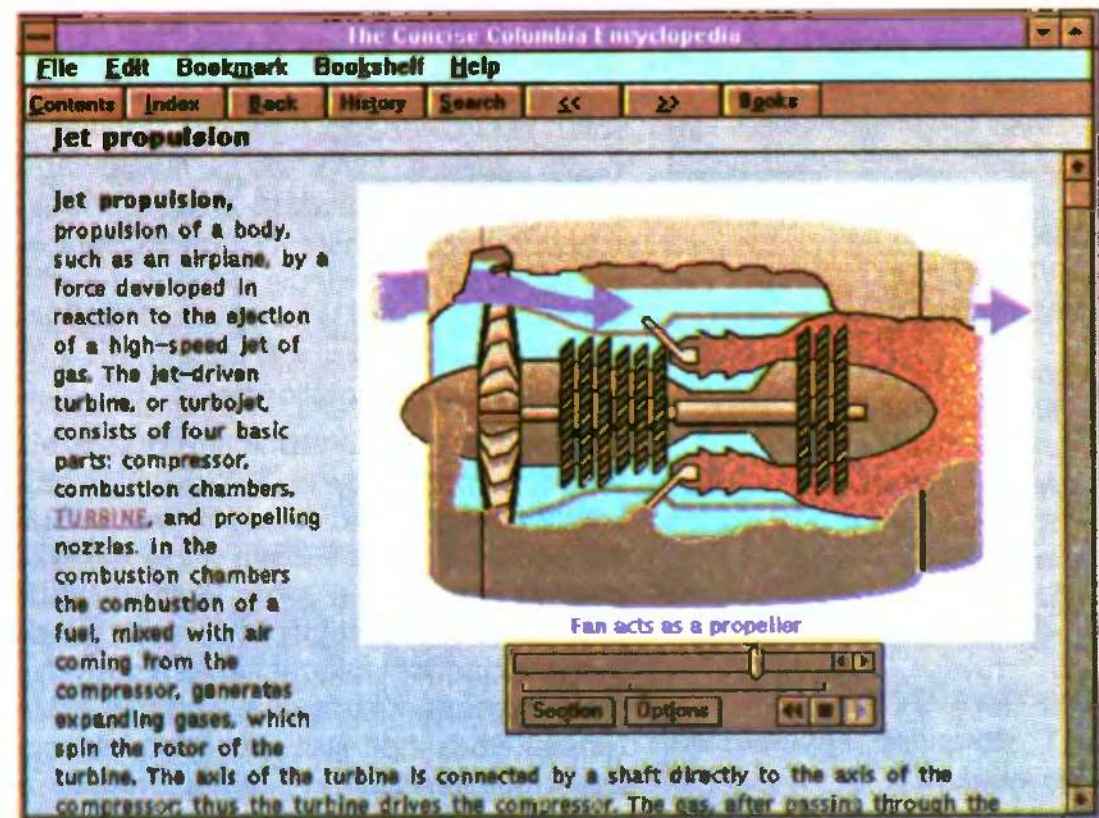 The Concise Columbia Encyclopedia
File Edit Bookmark Bookshelf Help
Contents Index Back History Search << >> Books
Jet propulsion
Jet propulsion,
propulsion of a body,
such as an airplane, by a
force developed in
reaction to the ejection
of a high-speed jet of
gas. The jet-driven
turbine, or turbojet,
consists of four basic
parts: compressor,
combustion chambers,
TURBINE, and propelling
nozzles. In the
combustion chambers
the combustion of a
fuel, mixed with air
coming from the
compressor, generates
expanding gases, which
spin the rotor of the
turbine. The axis of the turbine is connected by a shaft directly to the axis of the
compressor; thus the turbine drives the compressor. The gas, after passing through the
Fan acts as a propeller
Section Options